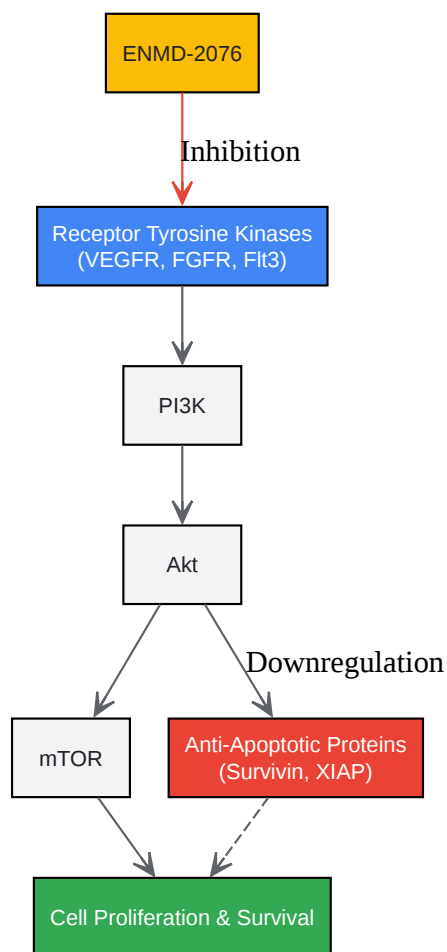 ENMD-2076
Inhibition
Receptor Tyrosine Kinases
(VEGFR, FGFR, Flt3)
PI3K
Akt
Downregulation
mTOR
Anti-Apoptotic Proteins
(Survivin, XIAP)
Cell Proliferation & Survival